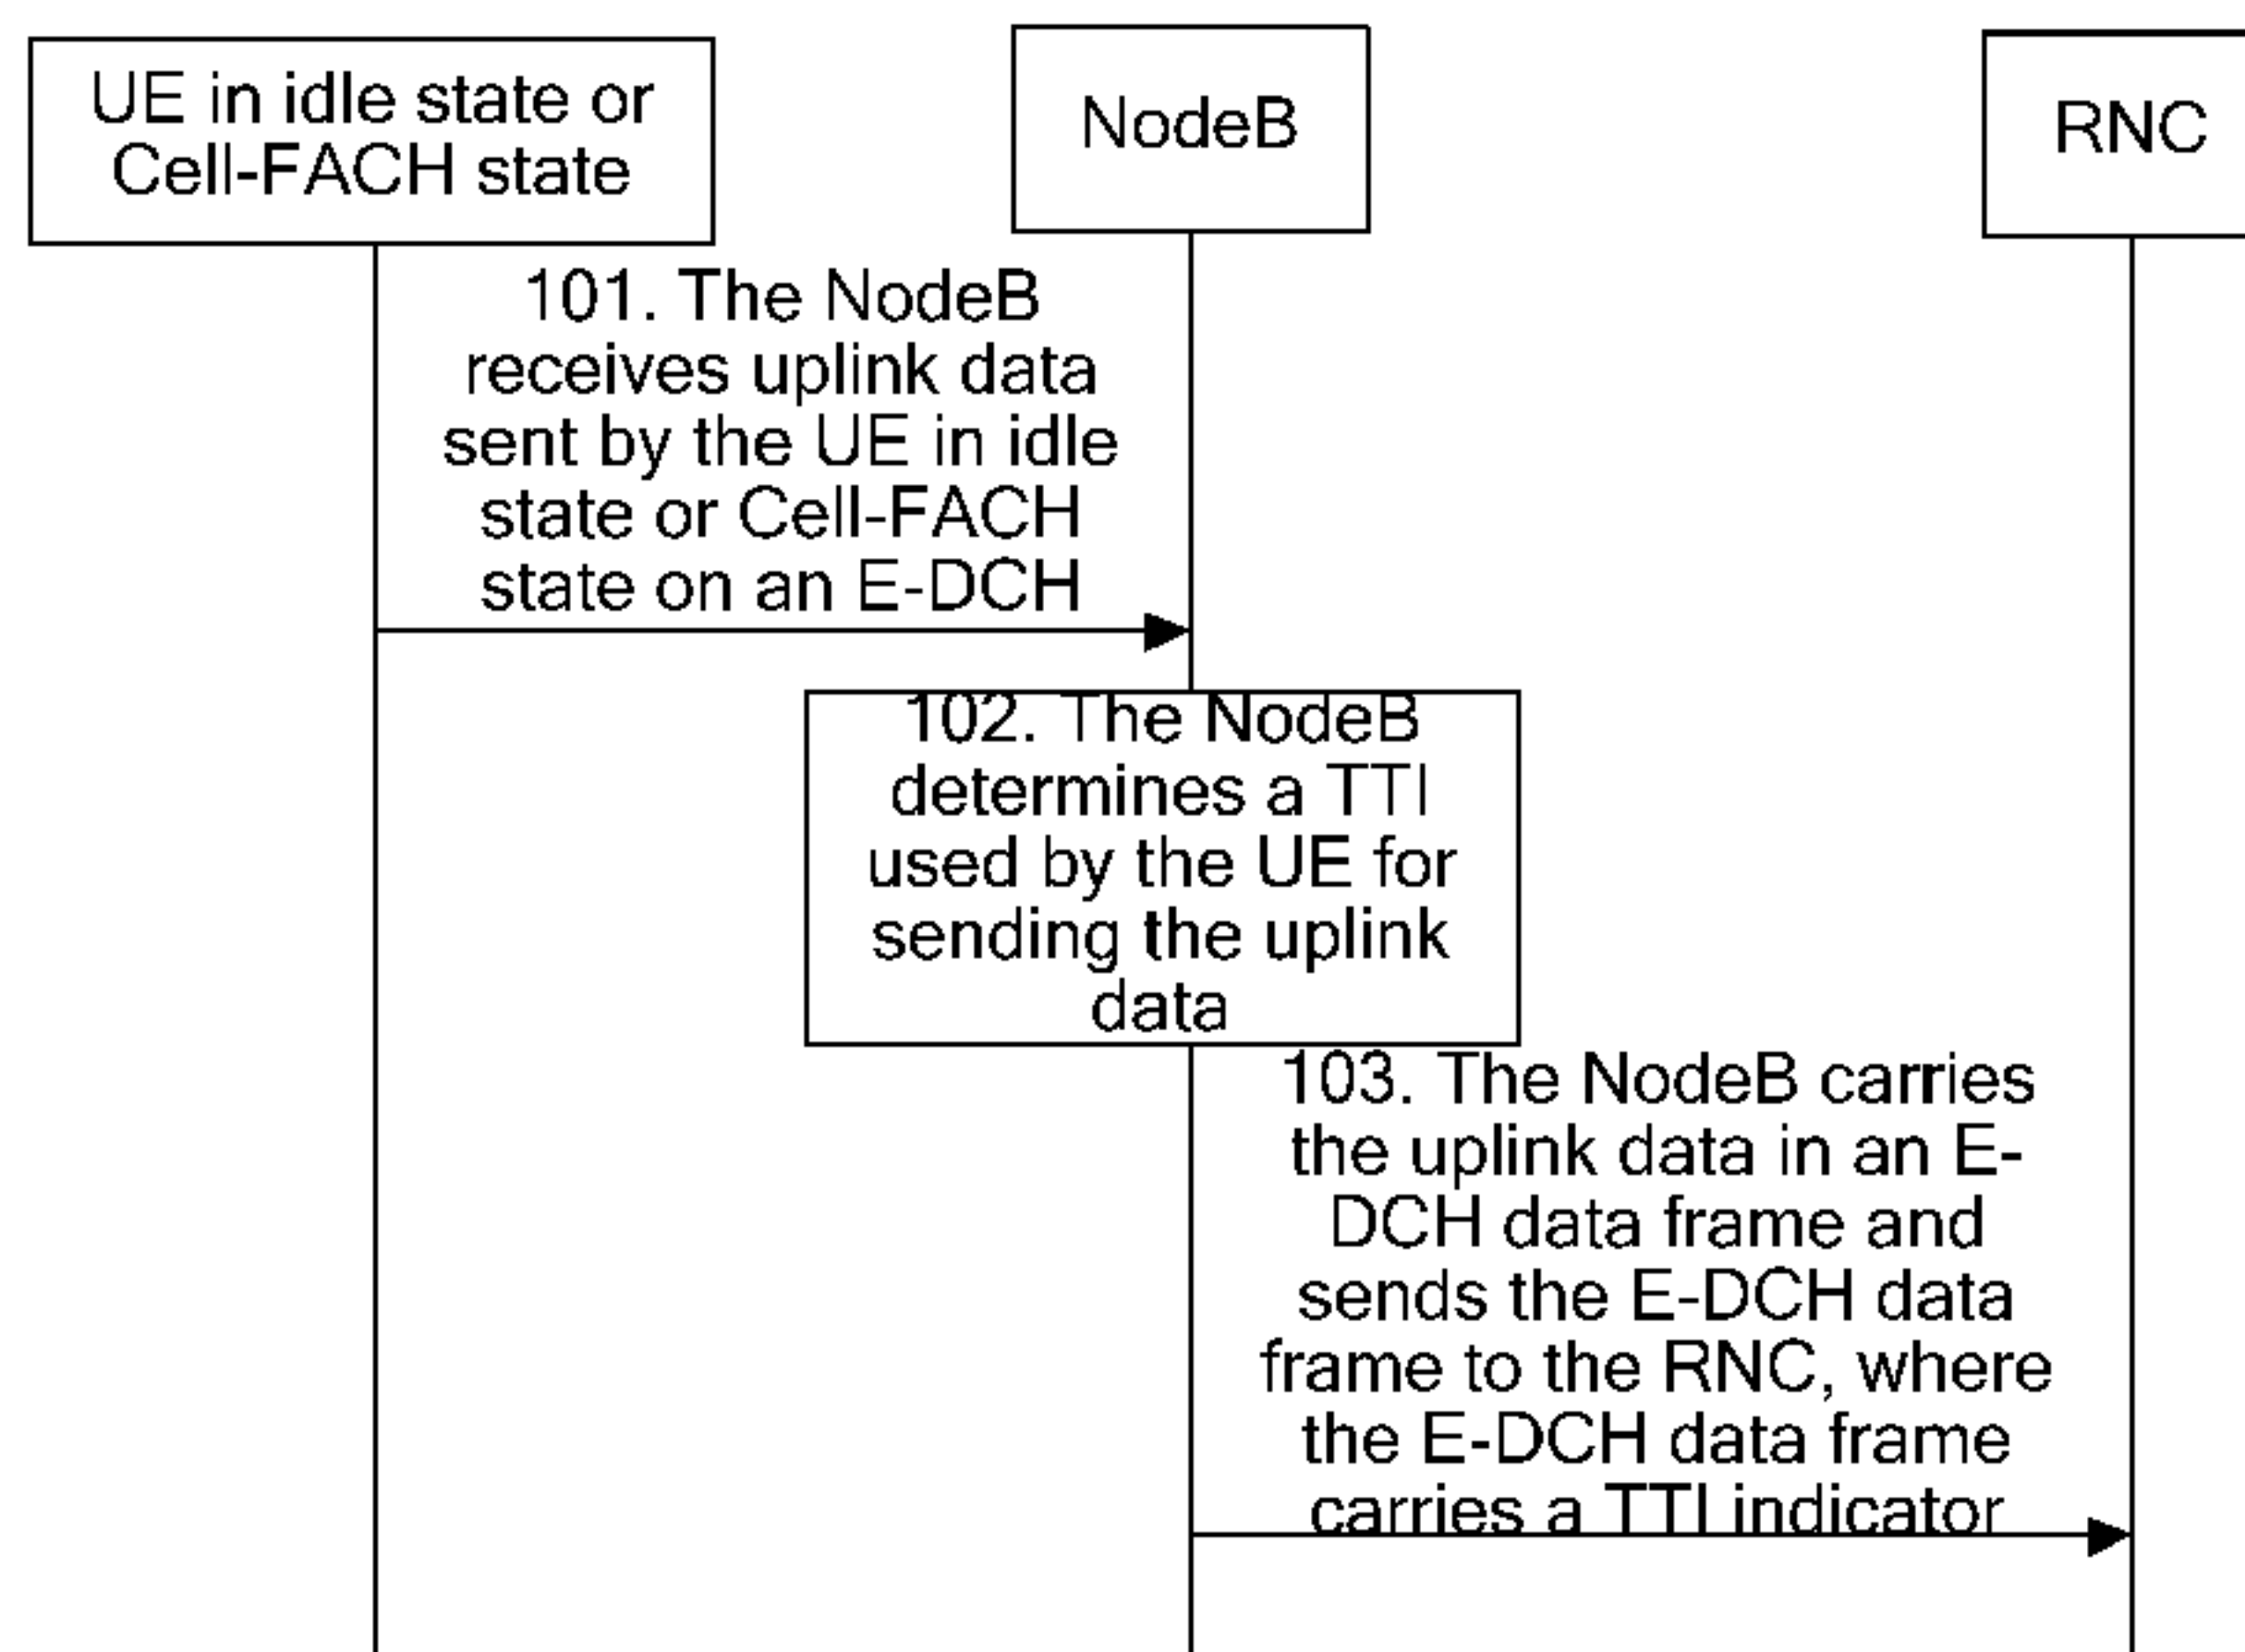 UE in idle state or
Cell-FACH state
NodeB
RNC
101. The NodeB
receives uplink data
sent by the UE in idle
state or Cell-FACH
state on an E-DCH
102. The NodeB
determines a TTI
used by the UE for
sending the uplink
data
103. The NodeB carries
the uplink data in an E-
DCH data frame and
sends the E-DCH data
frame to the RNC, where
the E-DCH data frame
carries a TTI indicator